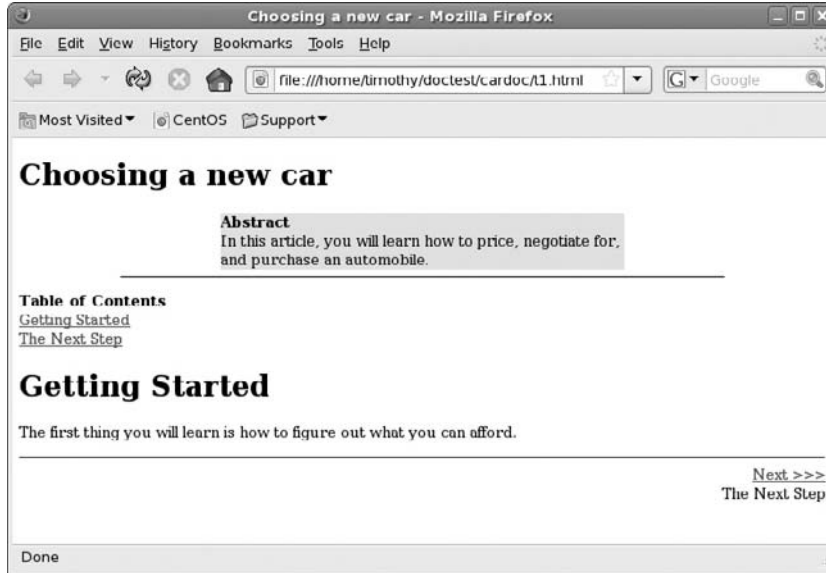 Choosing a new car - Mozilla Firefox
File Edit View History Bookmarks Tools Help
file:///home/timothy/doctest/cardoc/t1.html
G Google
Most Visited CentOS Support
Choosing a new car
Abstract
In this article, you will learn how to price, negotiate for,
and purchase an automobile.
Table of Contents
Getting Started
The Next Step
Getting Started
The first thing you will learn is how to figure out what you can afford.
Next >>>
The Next Step
Done